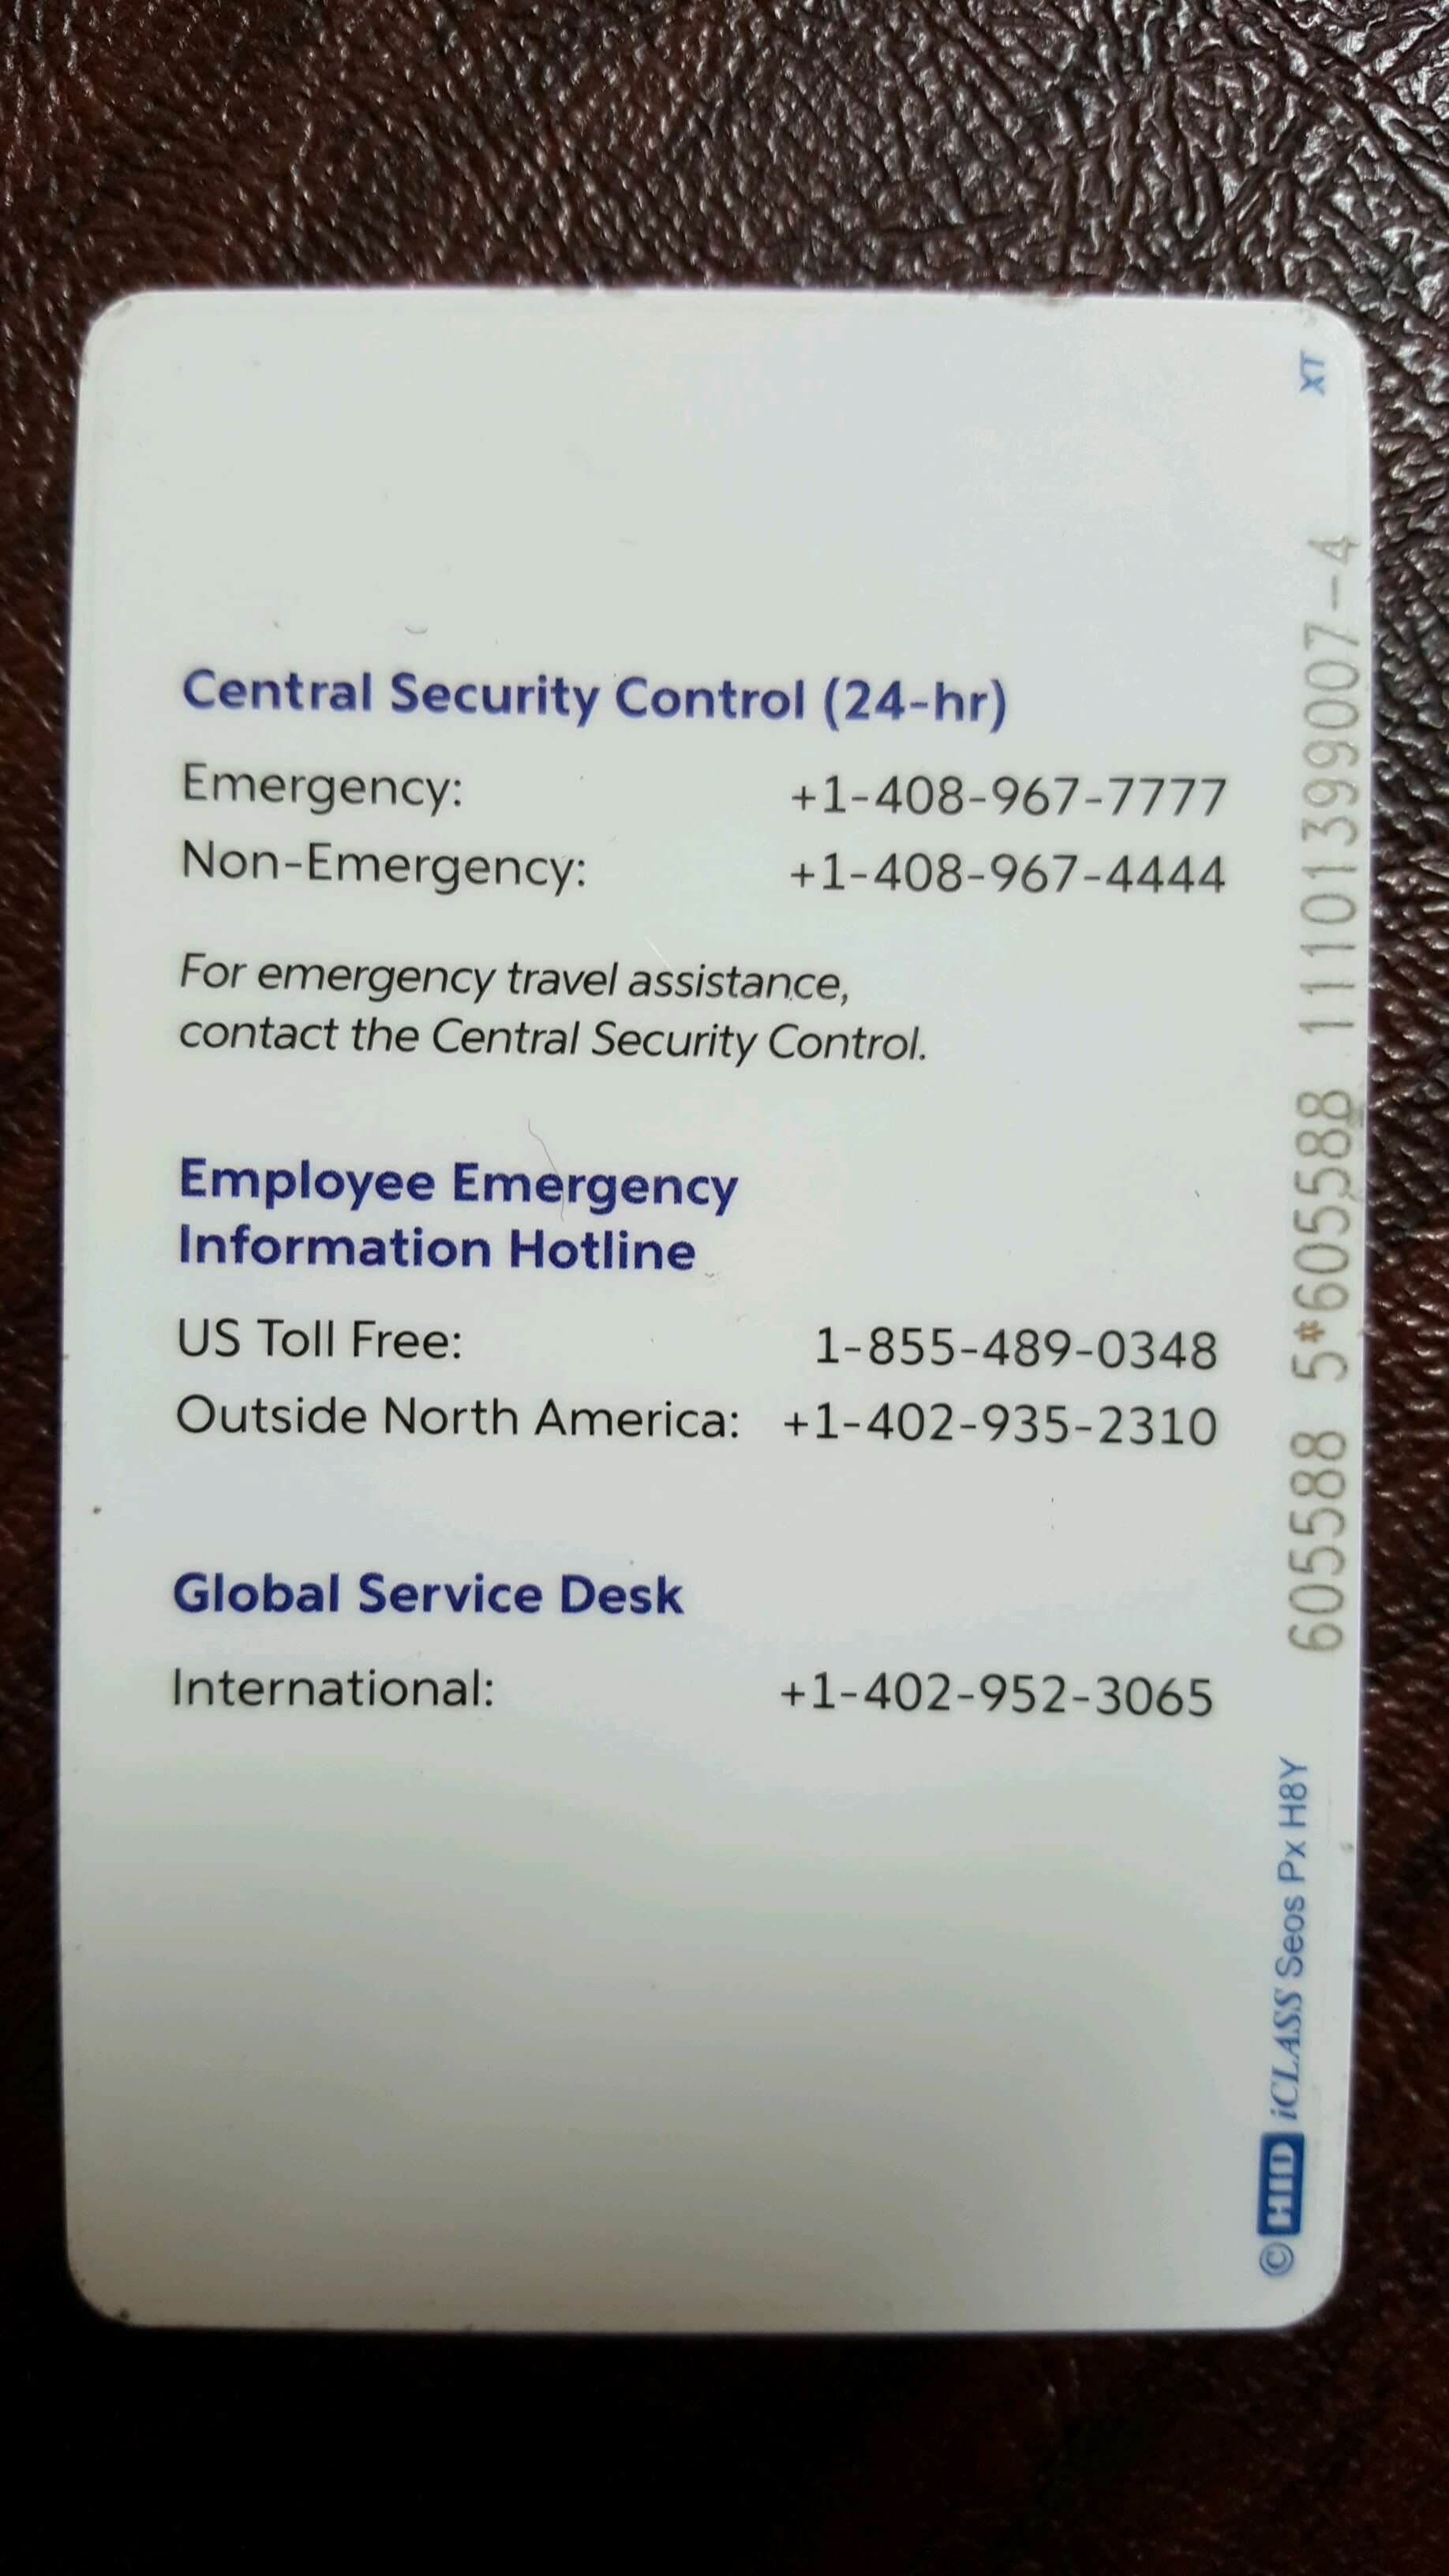 Central Security Control (24-hr)
Emergency: +1-408-967-7777
Non-Emergency: +1-408-967-4444
For emergency travel assistance,
contact the Central Security Control.
Employee Emergency
Information Hotline
US Toll Free: 1-855-489-0348
Outside North America: +1-402-935-2310
Global Service Desk
International: +1-402-952-3065
© HID iCLASS Seos Px H8Y
605588 5*605588 11101399007-4
XT